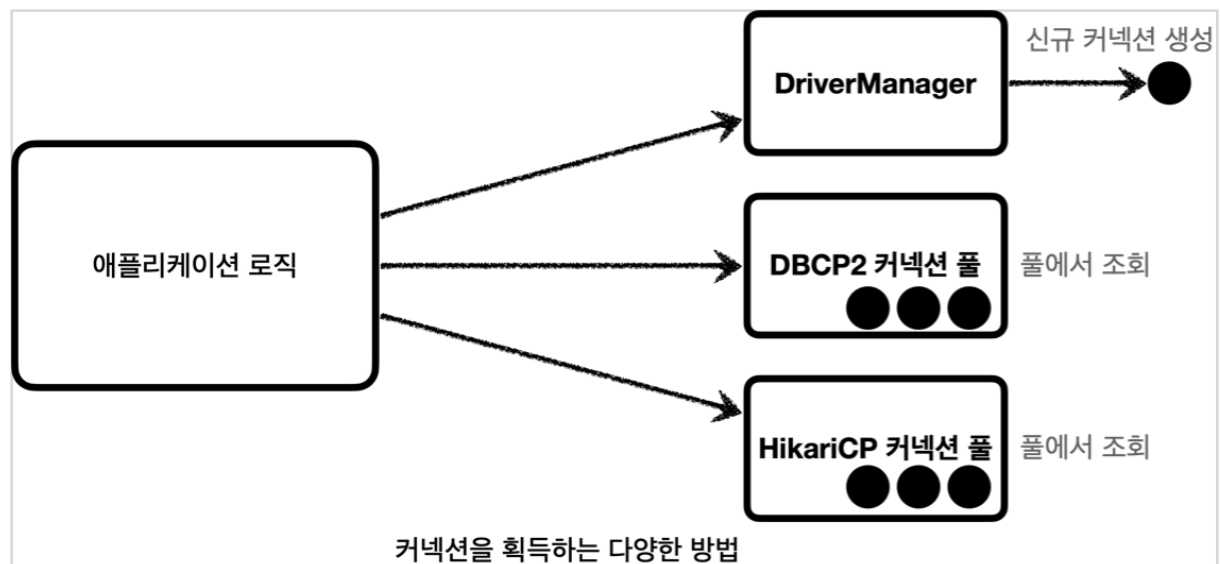 신규 커넥션 생성
DriverManager
애플리케이션 로직
DBCP2 커넥션 풀
풀에서 조회
HikariCP 커넥션 풀
풀에서 조회
커넥션을 획득하는 다양한 방법